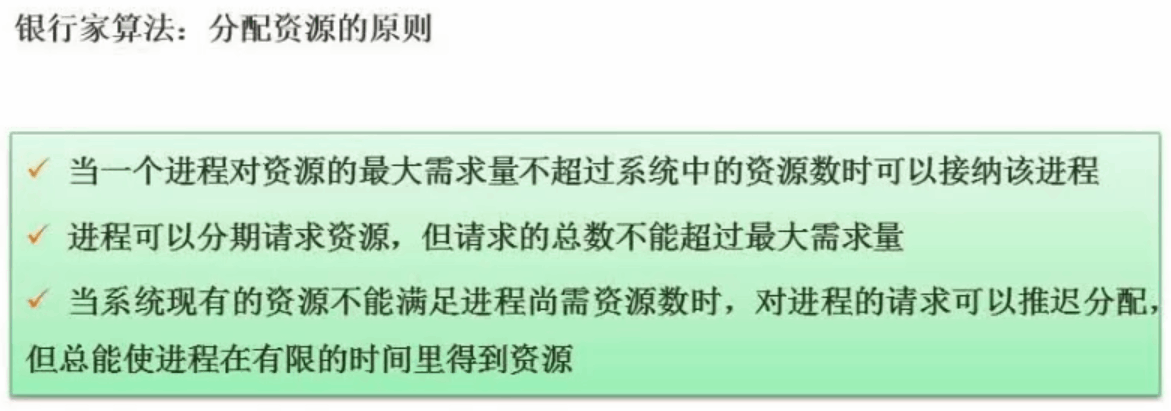 银行家算法：分配资源的原则
✓ 当一个进程对资源的最大需求量不超过系统中的资源数时可以接纳该进程
✓ 进程可以分期请求资源，但请求的总数不能超过最大需求量
✓ 当系统现有的资源不能满足进程尚需资源数时，对进程的请求可以推迟分配，
但总能使进程在有限的时间里得到资源